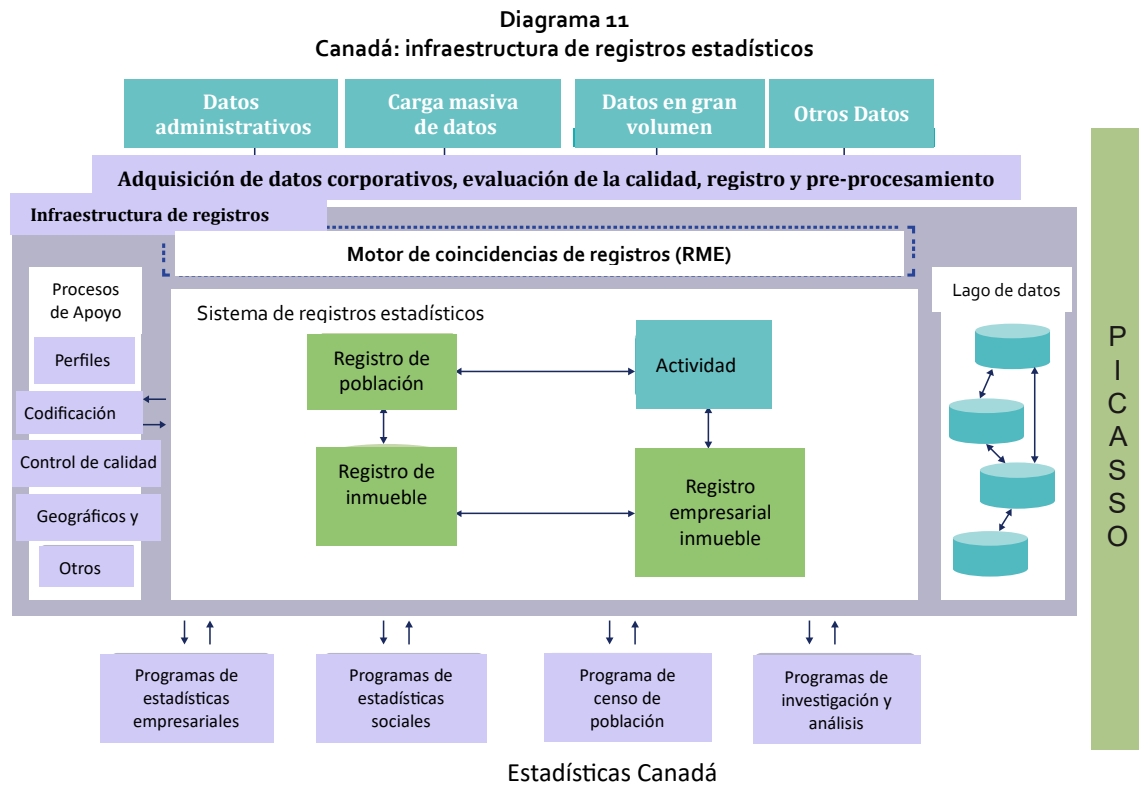 Diagrama 11
Canadá: infraestructura de registros estadísticos
Datos
administrativos
Carga masiva
de datos
Datos en gran
volumen
Otros Datos
Adquisición de datos corporativos, evaluación de la calidad, registro y pre-procesamiento
Infraestructura de registros
Motor de coincidencias de registros (RME)
Procesos
de Apoyo
Perfiles
Codificación
Control de calidad
Geográficos y
Otros
Sistema de registros estadísticos
Registro de
población
Actividad
Registro de
inmueble
Registro
empresarial
inmueble
Lago de datos
PICASSO
Programas de
estadísticas
empresariales
Programas de
estadísticas
sociales
Programa de
censo de
población
Programas de
investigación y
análisis
Estadísticas Canadá